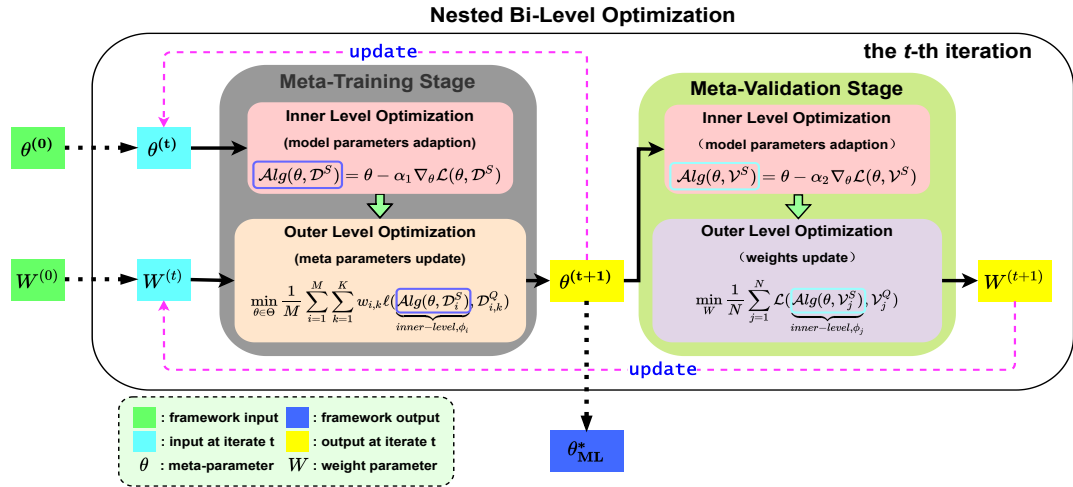 Nested Bi-Level Optimization
the t-th iteration
update
Meta-Training Stage
Inner Level Optimization
(model parameters adaption)
𝒜lg(θ, 𝒟^S) = θ − α₁∇_θ ℒ(θ, 𝒟^S)
Outer Level Optimization
(meta parameters update)
min_{θ∈Θ} 1/M ∑_{i=1}^{M} ∑_{k=1}^{K} w_{i,k} ℓ(𝒜lg(θ, 𝒟_i^S), 𝒟_{i,k}^Q)
inner−level,ϕ_i
Meta-Validation Stage
Inner Level Optimization
(model parameters adaption)
𝒜lg(θ, 𝒱^S) = θ − α₂∇_θ ℒ(θ, 𝒱^S)
Outer Level Optimization
(weights update)
min_W 1/N ∑_{j=1}^{N} ℒ(𝒜lg(θ, 𝒱_j^S), 𝒱_j^Q)
inner−level,ϕ_j
θ^(0)
θ^(t)
W^(0)
W^(t)
θ^(t+1)
W^(t+1)
update
θ*_ML
: framework input
: framework output
: input at iterate t
: output at iterate t
θ : meta-parameter
W : weight parameter